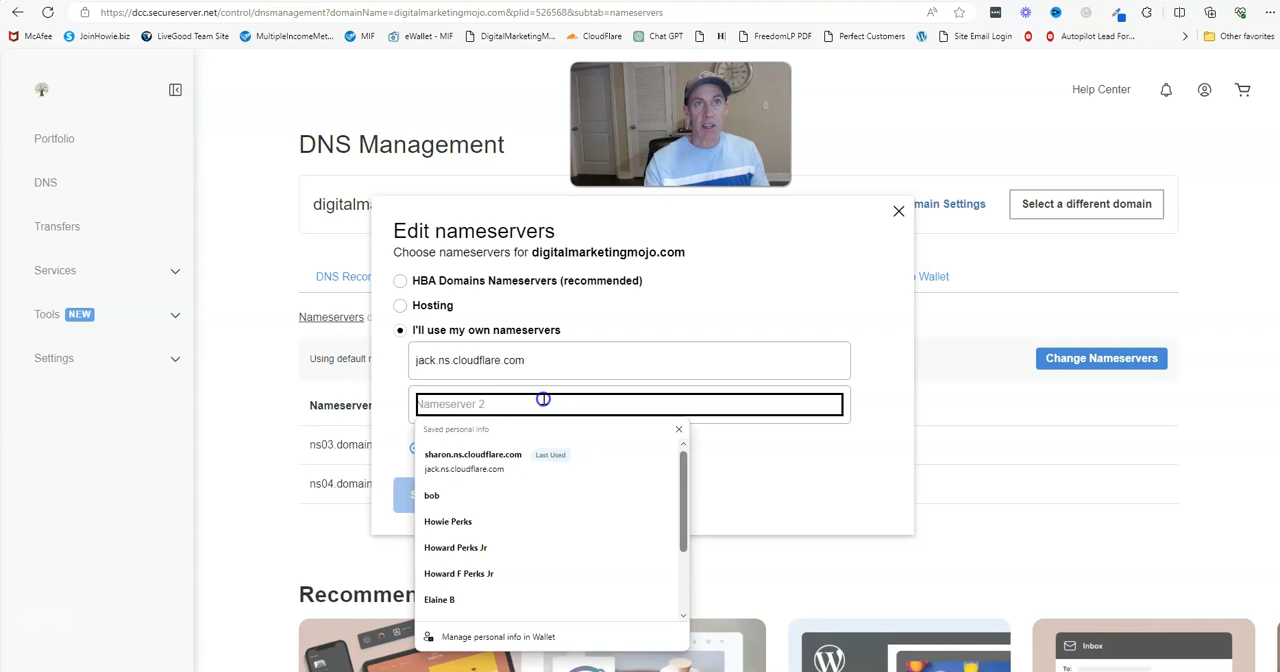 https://dcc.secureserver.net/control/dnsmanagement?domainName=digitalmarketingmojo.com&plid=526568&subtab=nameservers
McAfee JoinHowie.biz LiveGood Team Site MultipleIncomeMet... MIF eWallet - MIF DigitalMarketingM... CloudFlare Chat GPT H FreedomLP PDF Perfect Customers Site Email Login Autopilot Lead For... Other favorites
Help Center
Portfolio
DNS
Transfers
Services
Tools NEW
Settings
DNS Management
digitalm
main Settings
Select a different domain
DNS Recor
Wallet
Nameservers
Using default
Change Nameservers
Nameserver
ns03.domain
ns04.domain
Edit nameservers
Choose nameservers for digitalmarketingmojo.com
HBA Domains Nameservers (recommended)
Hosting
I'll use my own nameservers
jack.ns.cloudflare.com
Nameserver 2
Saved personal info
sharon.ns.cloudflare.com Last Used
jack.ns.cloudflare.com
bob
Howie Perks
Howard Perks Jr
Howard F Perks Jr
Elaine B
Manage personal info in Wallet
Recommen
Inbox
To: